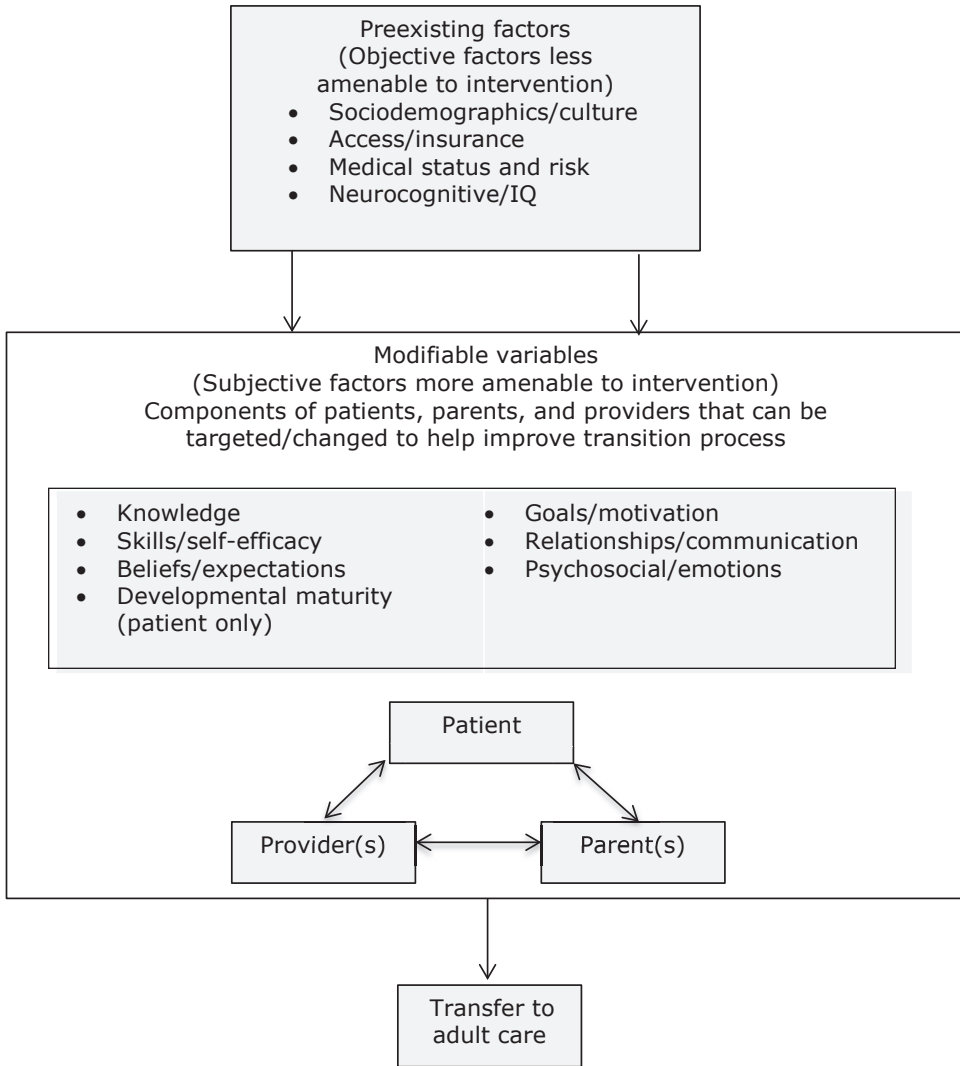 Preexisting factors
(Objective factors less
amenable to intervention)
• Sociodemographics/culture
• Access/insurance
• Medical status and risk
• Neurocognitive/IQ
Modifiable variables
(Subjective factors more amenable to intervention)
Components of patients, parents, and providers that can be
targeted/changed to help improve transition process
• Knowledge
• Skills/self-efficacy
• Beliefs/expectations
• Developmental maturity
(patient only)
• Goals/motivation
• Relationships/communication
• Psychosocial/emotions
Patient
Provider(s)
Parent(s)
Transfer to
adult care